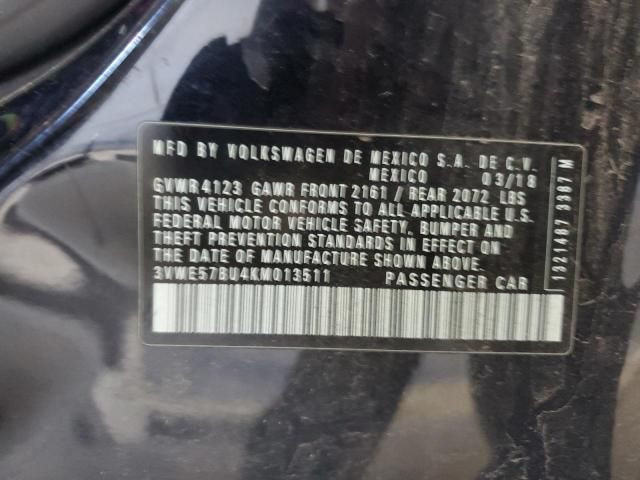 MFD BY VOLKSWAGEN DE MEXICO S.A. DE C.V.
MEXICO 03/18
GVWR 4123 GAWR FRONT 2161 / REAR 2072 LBS
THIS VEHICLE CONFORMS TO ALL APPLICABLE U.S.
FEDERAL MOTOR VEHICLE SAFETY, BUMPER AND
THEFT PREVENTION STANDARDS IN EFFECT ON
THE DATE OF MANUFACTURE SHOWN ABOVE.
3VWE57BU4KM013511 PASSENGER CAR
1321487 9387 M